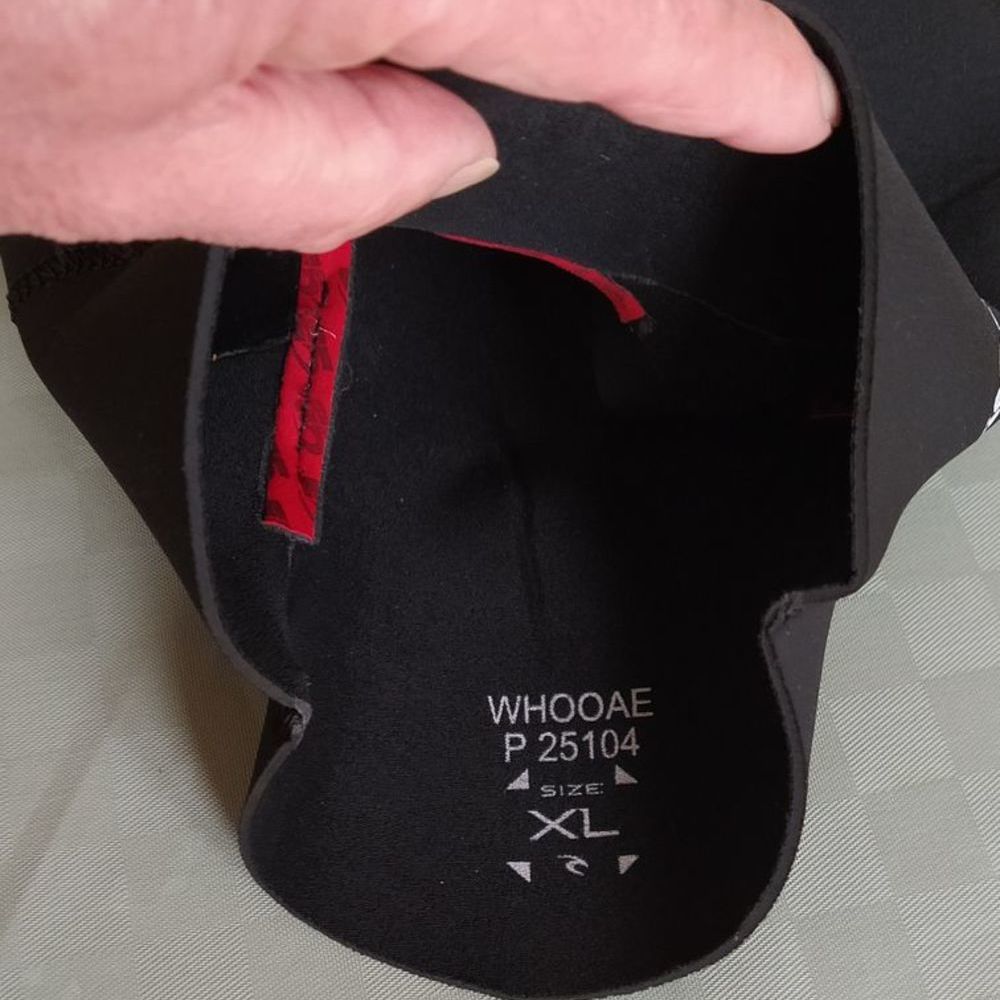 WHOOAE
P 25104
SIZE:
XL